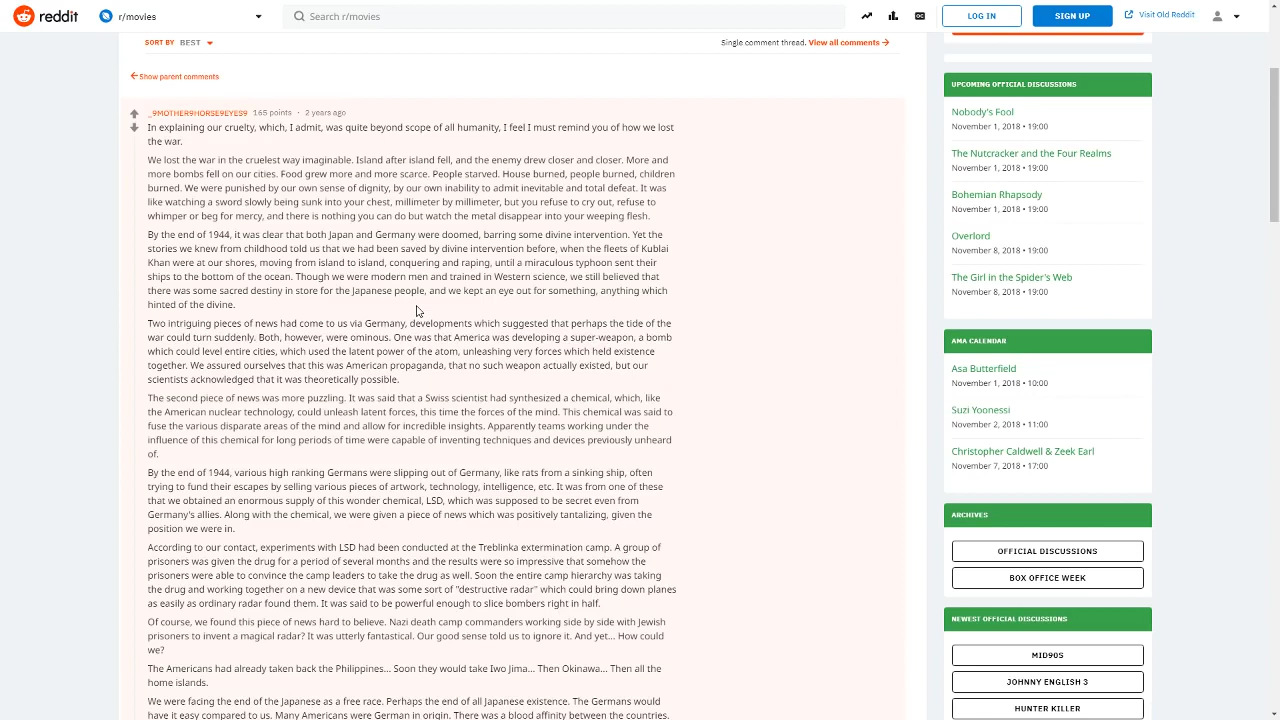 reddit
r/movies
Search r/movies
LOG IN
SIGN UP
Visit Old Reddit
SORT BY BEST
Single comment thread. View all comments
Show parent comments
_9MOTHER9HORSE9EYES9 165 points · 2 years ago
In explaining our cruelty, which, I admit, was quite beyond scope of all humanity, I feel I must remind you of how we lost
the war.
We lost the war in the cruelest way imaginable. Island after island fell, and the enemy drew closer and closer. More and
more bombs fell on our cities. Food grew more and more scarce. People starved. House burned, people burned, children
burned. We were punished by our own sense of dignity, by our own inability to admit inevitable and total defeat. It was
like watching a sword slowly being sunk into your chest, millimeter by millimeter, but you refuse to cry out, refuse to
whimper or beg for mercy, and there is nothing you can do but watch the metal disappear into your weeping flesh.
By the end of 1944, it was clear that both Japan and Germany were doomed, barring some divine intervention. Yet the
stories we knew from childhood told us that we had been saved by divine intervention before, when the fleets of Kublai
Khan were at our shores, moving from island to island, conquering and raping, until a miraculous typhoon sent their
ships to the bottom of the ocean. Though we were modern men and trained in Western science, we still believed that
there was some sacred destiny in store for the Japanese people, and we kept an eye out for something, anything which
hinted of the divine.
Two intriguing pieces of news had come to us via Germany, developments which suggested that perhaps the tide of the
war could turn suddenly. Both, however, were ominous. One was that America was developing a super-weapon, a bomb
which could level entire cities, which used the latent power of the atom, unleashing very forces which held existence
together. We assured ourselves that this was American propaganda, that no such weapon actually existed, but our
scientists acknowledged that it was theoretically possible.
The second piece of news was more puzzling. It was said that a Swiss scientist had synthesized a chemical, which, like
the American nuclear technology, could unleash latent forces, this time the forces of the mind. This chemical was said to
fuse the various disparate areas of the mind and allow for incredible insights. Apparently teams working under the
influence of this chemical for long periods of time were capable of inventing techniques and devices previously unheard
of.
By the end of 1944, various high ranking Germans were slipping out of Germany, like rats from a sinking ship, often
trying to fund their escapes by selling various pieces of artwork, technology, intelligence, etc. It was from one of these
that we obtained an enormous supply of this wonder chemical, LSD, which was supposed to be secret even from
Germany's allies. Along with the chemical, we were given a piece of news which was positively tantalizing, given the
position we were in.
According to our contact, experiments with LSD had been conducted at the Treblinka extermination camp. A group of
prisoners was given the drug for a period of several months and the results were so impressive that somehow the
prisoners were able to convince the camp leaders to take the drug as well. Soon the entire camp hierarchy was taking
the drug and working together on a new device that was some sort of "destructive radar" which could bring down planes
as easily as ordinary radar found them. It was said to be powerful enough to slice bombers right in half.
Of course, we found this piece of news hard to believe. Nazi death camp commanders working side by side with Jewish
prisoners to invent a magical radar? It was utterly fantastical. Our good sense told us to ignore it. And yet... How could
we?
The Americans had already taken back the Philippines... Soon they would take Iwo Jima... Then Okinawa... Then all the
home islands.
We were facing the end of the Japanese as a free race. Perhaps the end of all Japanese existence. The Germans would
have it easy compared to us. Many Americans were German in origin. There was a blood affinity between the countries.
UPCOMING OFFICIAL DISCUSSIONS
Nobody's Fool
November 1, 2018 • 19:00
The Nutcracker and the Four Realms
November 1, 2018 • 19:00
Bohemian Rhapsody
November 1, 2018 • 19:00
Overlord
November 8, 2018 • 19:00
The Girl in the Spider's Web
November 8, 2018 • 19:00
AMA CALENDAR
Asa Butterfield
November 1, 2018 • 10:00
Suzi Yoonessi
November 2, 2018 • 11:00
Christopher Caldwell & Zeek Earl
November 7, 2018 • 17:00
ARCHIVES
OFFICIAL DISCUSSIONS
BOX OFFICE WEEK
NEWEST OFFICIAL DISCUSSIONS
MID90S
JOHNNY ENGLISH 3
HUNTER KILLER